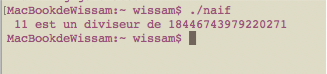 [MacBookdeWissam:~ wissam$ ./naif
11 est un diviseur de 18446743979220271
MacBookdeWissam:~ wissam$